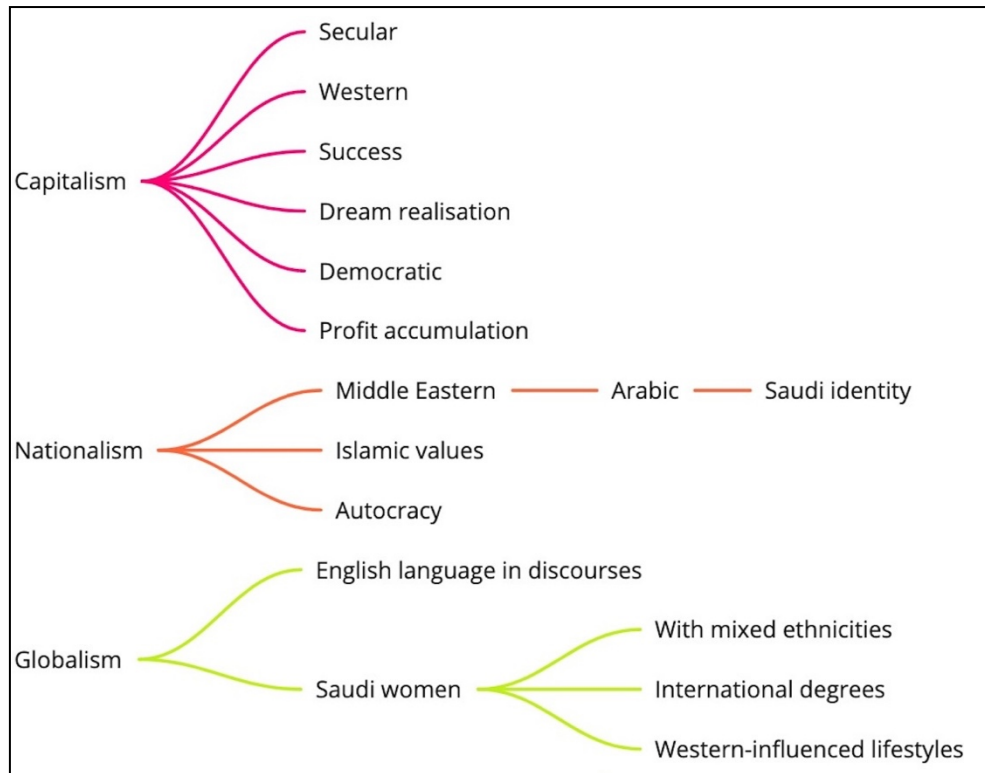 Secular
Western
Success
Capitalism
Dream realisation
Democratic
Profit accumulation
Middle Eastern
Arabic
Saudi identity
Nationalism
Islamic values
Autocracy
English language in discourses
With mixed ethnicities
Globalism
Saudi women
International degrees
Western-influenced lifestyles